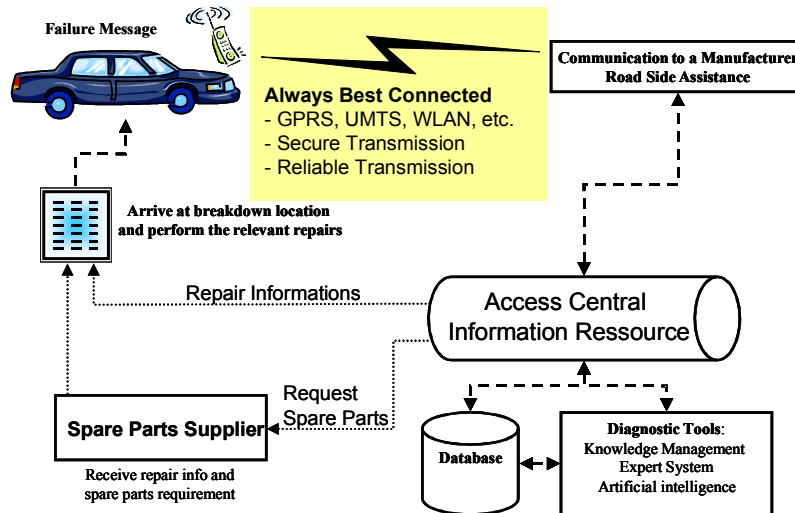 Failure Message
Always Best Connected
- GPRS, UMTS, WLAN, etc.
- Secure Transmission
- Reliable Transmission
Communication to a Manufacturer
Road Side Assistance
Arrive at breakdown location
and perform the relevant repairs
Repair Informations
Access Central
Information Ressource
Request
Spare Parts
Spare Parts Supplier
Receive repair info and
spare parts requirement
Database
Diagnostic Tools:
Knowledge Management
Expert System
Artificial intelligence